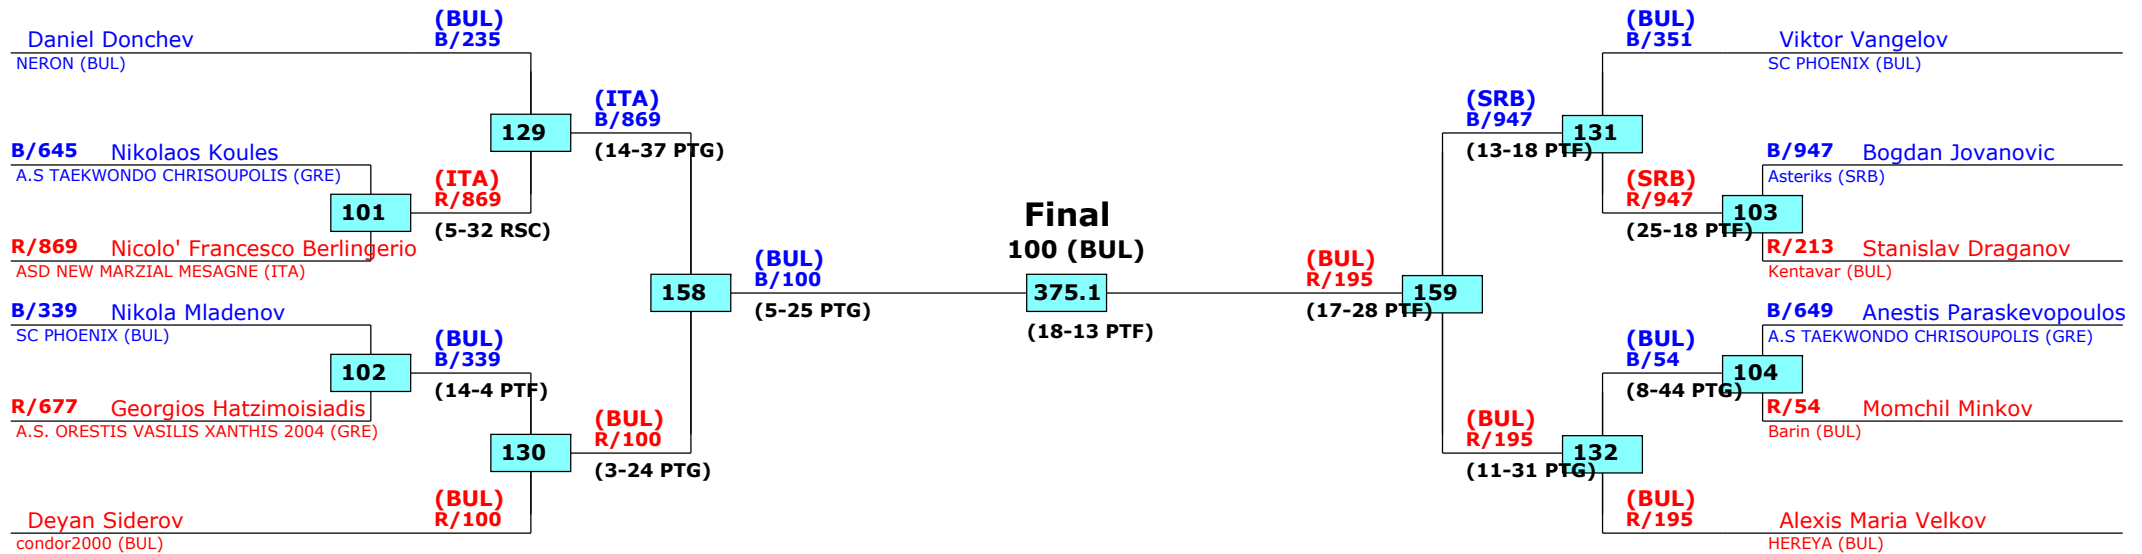 (BUL)
B/235
Daniel Donchev
NERON (BUL)
(ITA)
B/869
129
(14-37 PTG)
B/645 Nikolaos Koules
A.S TAEKWONDO CHRISOUPOLIS (GRE)
(ITA)
R/869
101
(5-32 RSC)
R/869 Nicolo' Francesco Berlingerio
ASD NEW MARZIAL MESAGNE (ITA)
(BUL)
B/100
158
(5-25 PTG)
B/339 Nikola Mladenov
SC PHOENIX (BUL)
(BUL)
B/339
102
(14-4 PTF)
R/677 Georgios Hatzimoisiadis
A.S. ORESTIS VASILIS XANTHIS 2004 (GRE)
(BUL)
R/100
130
(3-24 PTG)
(BUL)
R/100
Deyan Siderov
condor2000 (BUL)
Final
100 (BUL)
375.1
(18-13 PTF)
(BUL)
B/351
Viktor Vangelov
SC PHOENIX (BUL)
(SRB)
B/947
131
(13-18 PTF)
B/947 Bogdan Jovanovic
Asteriks (SRB)
(SRB)
R/947
103
(25-18 PTF)
R/213 Stanislav Draganov
Kentavar (BUL)
(BUL)
R/195
159
(17-28 PTF)
B/649 Anestis Paraskevopoulos
A.S TAEKWONDO CHRISOUPOLIS (GRE)
(BUL)
B/54
104
(8-44 PTG)
R/54 Momchil Minkov
Barin (BUL)
(BUL)
R/195
132
(11-31 PTG)
(BUL)
R/195
Alexis Maria Velkov
HEREYA (BUL)